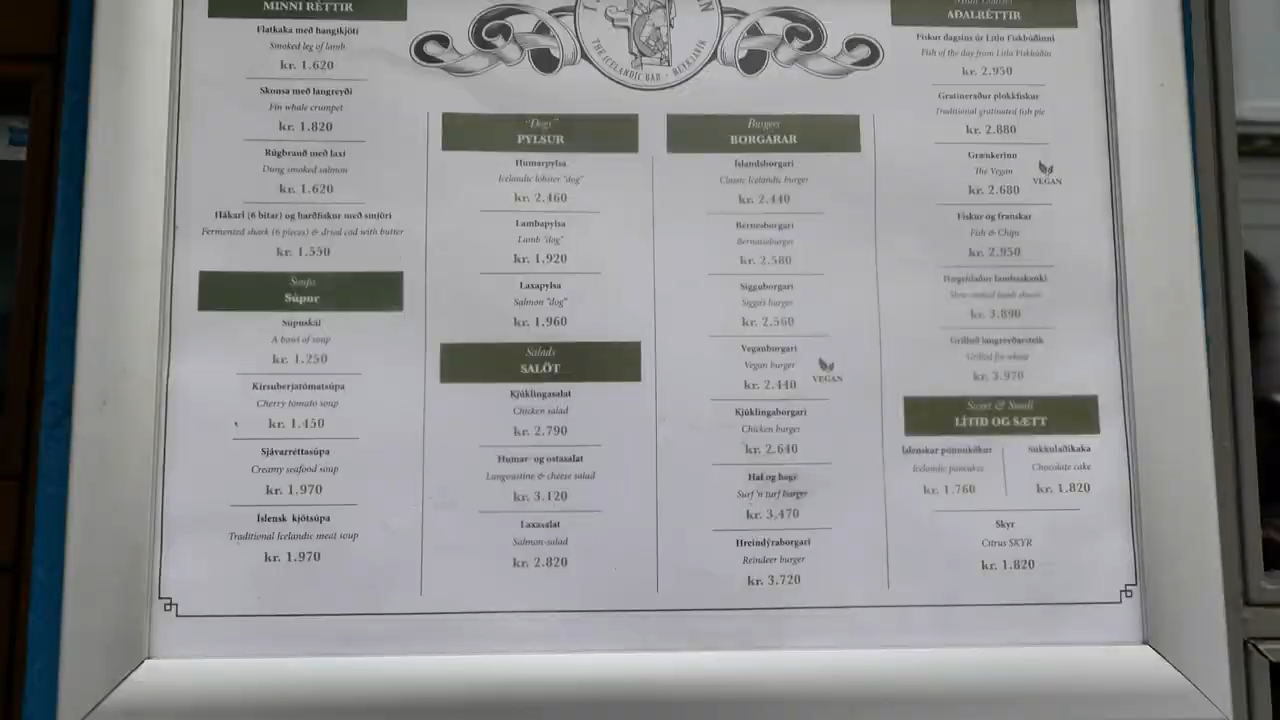 MINNI RÉTTIR
Flatkaka með hangikjöti
Smoked leg of lamb
kr. 1.620
Skonsa með langreyði
Fin whale crumpet
kr. 1.820
Rúgbrauð með laxi
Dung smoked salmon
kr. 1.620
Hákarl (6 bitar) og harðfiskur með smjöri
Fermented shark (6 pieces) & dried cod with butter
kr. 1.550
Soups
Súpur
Súpuskál
A bowl of soup
kr. 1.250
Kirsuberjatómatsúpa
Cherry tomato soup
kr. 1.450
Sjávarréttasúpa
Creamy seafood soup
kr. 1.970
Íslensk kjötsúpa
Traditional Icelandic meat soup
kr. 1.970
THE ICELANDIC BAR - REYKJAVÍK
"Dogs"
PYLSUR
Humarpylsa
Icelandic lobster "dog"
kr. 2.460
Lambapylsa
Lamb "dog"
kr. 1.920
Laxapylsa
Salmon "dog"
kr. 1.960
Salads
SALÖT
Kjúklingasalat
Chicken salad
kr. 2.790
Humar- og ostasalat
Langoustine & cheese salad
kr. 3.120
Laxasalat
Salmon-salad
kr. 2.820
Burgers
BORGARAR
Íslandsborgari
Classic Icelandic burger
kr. 2.440
Bernesborgari
Bernaiseburger
kr. 2.580
Sigguborgari
Sigga's burger
kr. 2.560
Veganborgari
Vegan burger
kr. 2.440
VEGAN
Kjúklingaborgari
Chicken burger
kr. 2.640
Haf og hagi
Surf 'n turf burger
kr. 3.470
Hreindýraborgari
Reindeer burger
kr. 3.720
AÐALRÉTTIR
Fiskur dagsins úr Litlu Fiskbúðinni
Fish of the day from Litla Fiskbúðin
kr. 2.950
Gratineraður plokkfiskur
Traditional gratinated fish pie
kr. 2.880
Grænkerinn
The Vegan
kr. 2.680
VEGAN
Fiskur og franskar
Fish & Chips
kr. 2.950
Hægeldaður lambaskanki
Slow cooked lamb shank
kr. 3.890
Grilluð langreyðarsteik
Grilled fin whale
kr. 3.970
Sweet & Small
LÍTIÐ OG SÆTT
Íslenskar pönnukökur
Icelandic pancakes
kr. 1.760
Súkkulaðikaka
Chocolate cake
kr. 1.820
Skyr
Citrus SKYR
kr. 1.820